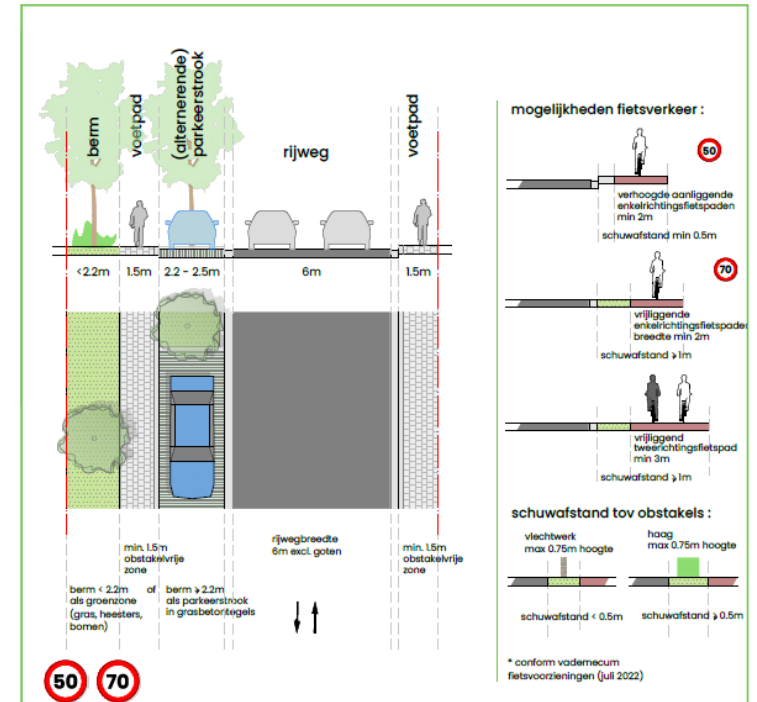 berm
voetpad
(alternerende)
parkeerstrook
rijweg
voetpad
<2.2m
1.5m
2.2 - 2.5m
6m
1.5m
min. 1.5m
obstakelvrije
zone
rijwegbreedte
6m excl. goten
min. 1.5m
obstakelvrije
zone
berm < 2.2m of
als groenzone
(gras, heesters,
bomen)
berm ⩾ 2.2m
als parkeerstrook
in grasbetontegels
50
70
mogelijkheden fietsverkeer :
50
verhoogde aanliggende
enkelrichtingsfietspaden
min 2m
schuwafstand min 0.5m
70
vrijliggende
enkelrichtingsfietspaden
breedte min 2m
schuwafstand ⩾ 1m
vrijliggend
tweerichtingsfietspad
min 3m
schuwafstand ⩾ 1m
schuwafstand tov obstakels :
vlechtwerk
max 0.75m hoogte
haag
max 0.75m hoogte
schuwafstand < 0.5m
schuwafstand ⩾ 0.5m
* conform vademecum
fietsvoorzieningen (juli 2022)